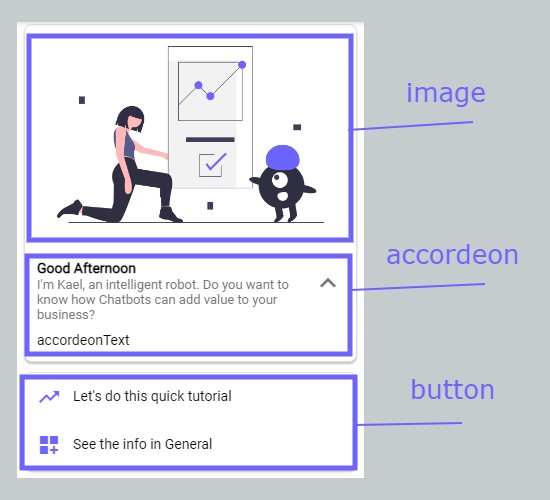 image
accordeon
Good Afternoon
I'm Kael, an intelligent robot. Do you want to
know how Chatbots can add value to your
business?
accordeonText
button
Let's do this quick tutorial
See the info in General